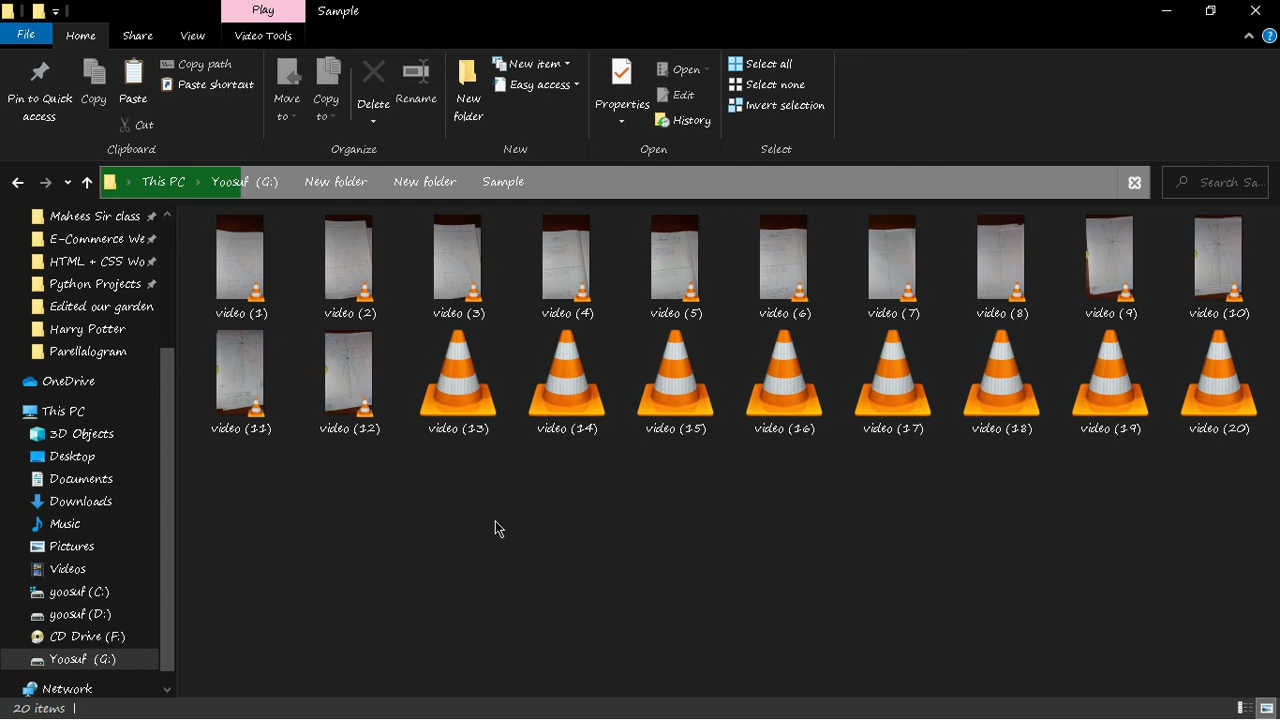 Play
Sample
File
Home
Share
View
Video Tools
Pin to Quick access
Copy
Paste
Copy path
Paste shortcut
Cut
Clipboard
Move to
Copy to
Delete
Rename
Organize
New folder
New item
Easy access
New
Properties
Open
Edit
History
Open
Select all
Select none
Invert selection
Select
This PC
Yoosuf (G:)
New folder
New folder
Sample
Search Sa...
Mahees Sir class
E-Commerce We
HTML + CSS Wo
Python Projects
Edited our garden
Harry Potter
Parellalogram
OneDrive
This PC
3D Objects
Desktop
Documents
Downloads
Music
Pictures
Videos
yoosuf (C:)
yoosuf (D:)
CD Drive (F:)
Yoosuf (G:)
Network
video (1)
video (2)
video (3)
video (4)
video (5)
video (6)
video (7)
video (8)
video (9)
video (10)
video (11)
video (12)
video (13)
video (14)
video (15)
video (16)
video (17)
video (18)
video (19)
video (20)
20 items